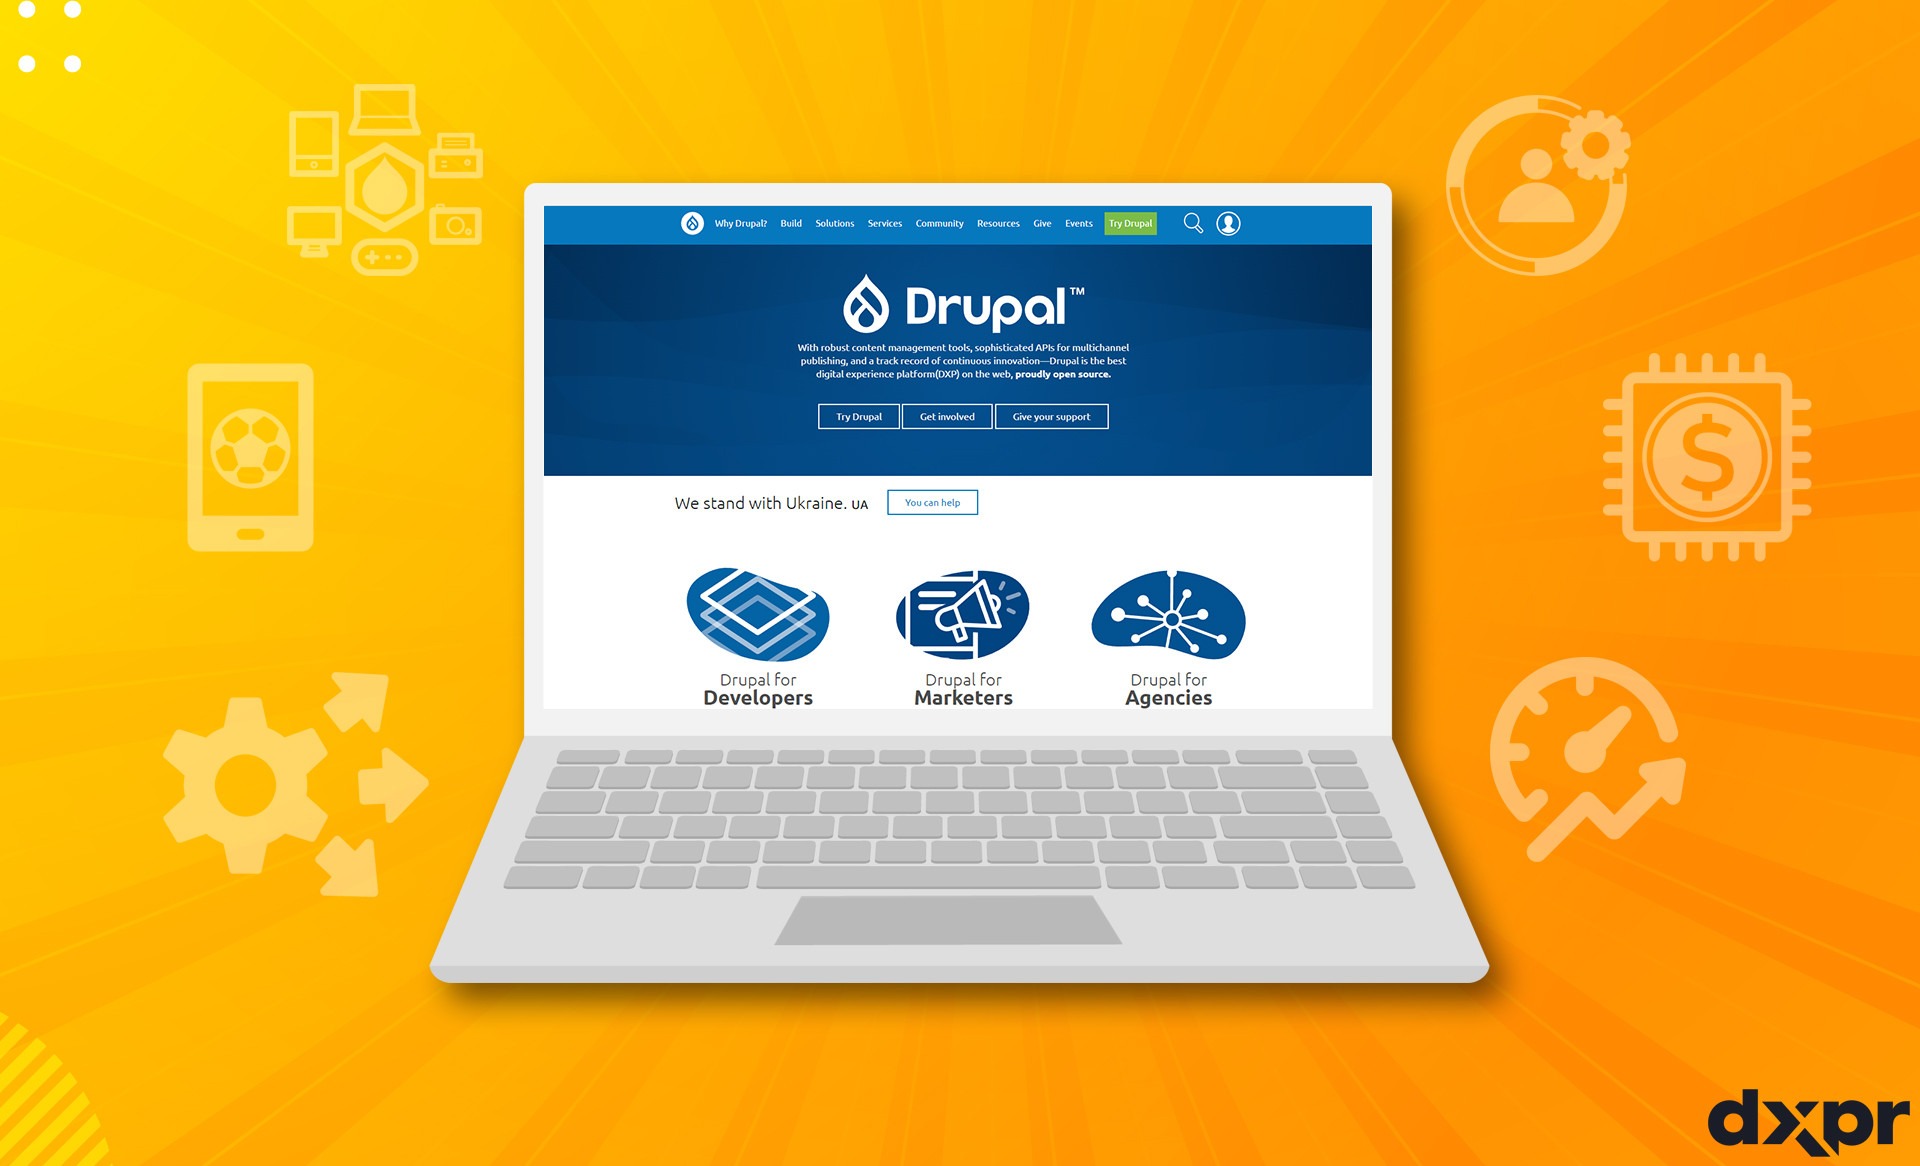 Why Drupal? Build Solutions Services Community Resources Give Events Try Drupal
Drupal™
With robust content management tools, sophisticated APIs for multichannel
publishing, and a track record of continuous innovation—Drupal is the best
digital experience platform(DXP) on the web, proudly open source.
Try Drupal Get involved Give your support
We stand with Ukraine. UA You can help
Drupal for Drupal for Drupal for
Developers Marketers Agencies
$
dxpr